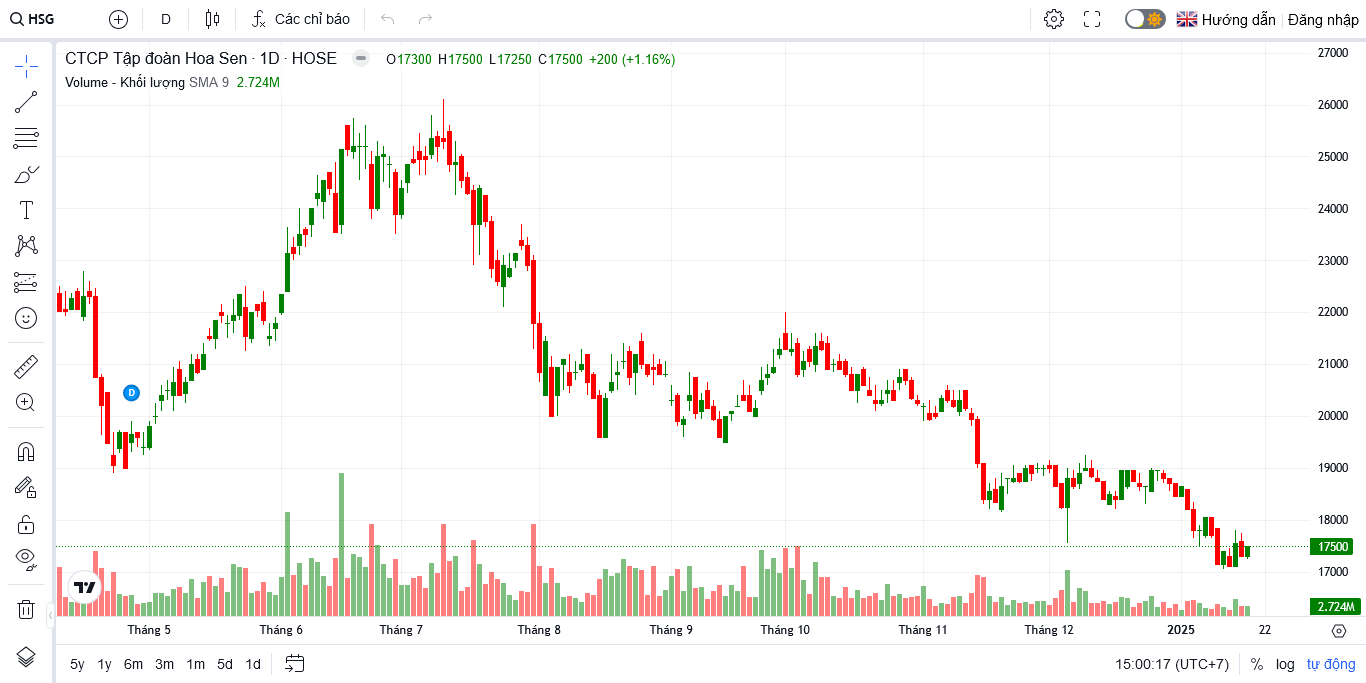 HSG D Các chỉ báo Hướng dẫn Đăng nhập
CTCP Tập đoàn Hoa Sen · 1D · HOSE O17300 H17500 L17250 C17500 +200 (+1.16%)
Volume - Khối lượng SMA 9 2.724M
27000
26000
25000
24000
23000
22000
21000
20000
19000
18000
17500
17000
2.724M
D
T
Tháng 5 Tháng 6 Tháng 7 Tháng 8 Tháng 9 Tháng 10 Tháng 11 Tháng 12 2025 22
5y 1y 6m 3m 1m 5d 1d 15:00:17 (UTC+7) % log tự động